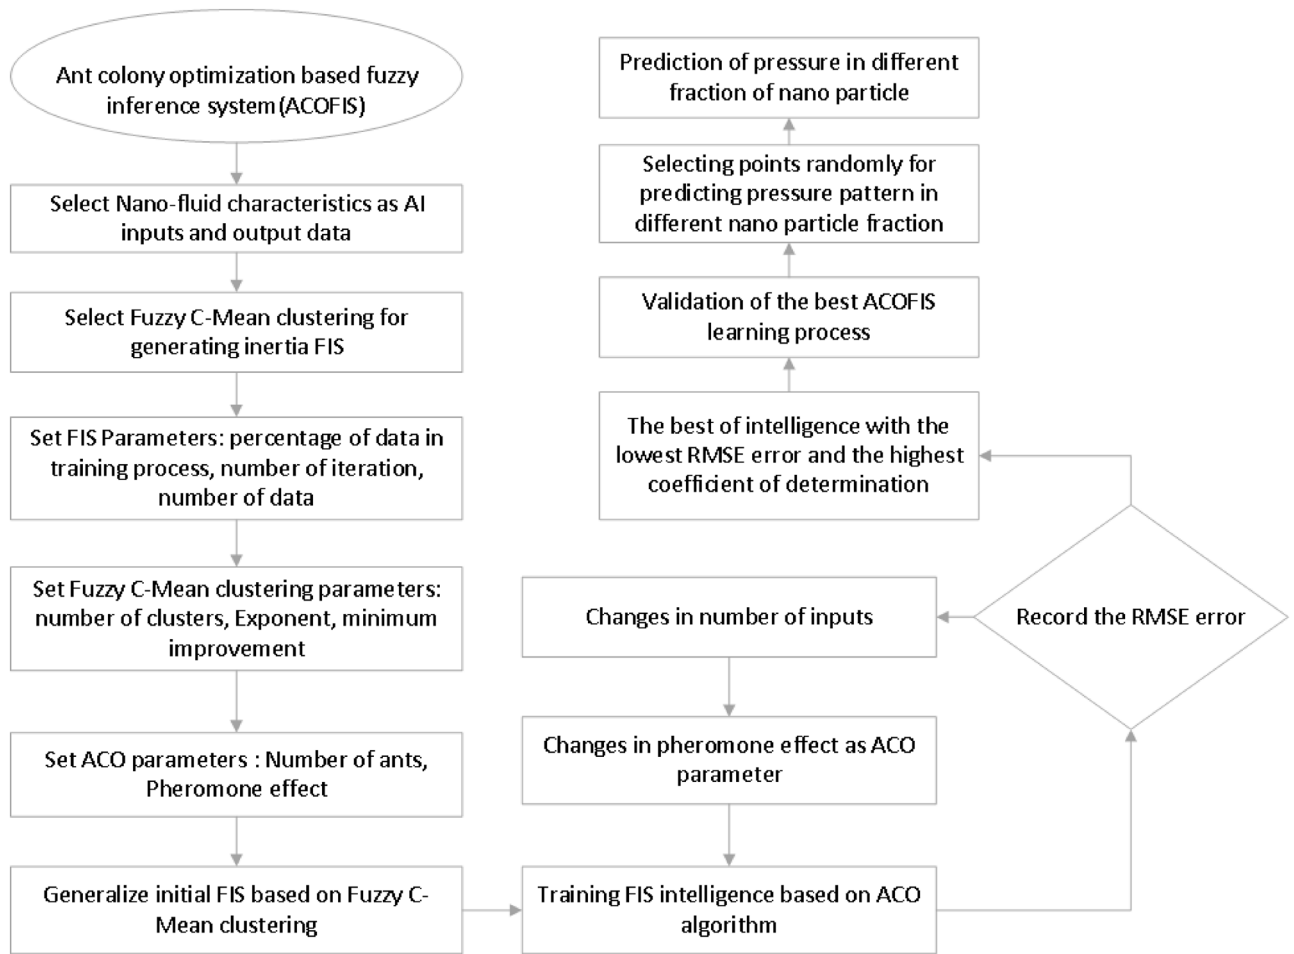 Ant colony optimization based fuzzy
inference system (ACOFIS)
Select Nano-fluid characteristics as AI
inputs and output data
Select Fuzzy C-Mean clustering for
generating inertia FIS
Set FIS Parameters: percentage of data in
training process, number of iteration,
number of data
Set Fuzzy C-Mean clustering parameters:
number of clusters, Exponent, minimum
improvement
Set ACO parameters : Number of ants,
Pheromone effect
Generalize initial FIS based on Fuzzy C-
Mean clustering
Training FIS intelligence based on ACO
algorithm
Record the RMSE error
Changes in number of inputs
Changes in pheromone effect as ACO
parameter
The best of intelligence with the
lowest RMSE error and the highest
coefficient of determination
Validation of the best ACOFIS
learning process
Selecting points randomly for
predicting pressure pattern in
different nano particle fraction
Prediction of pressure in different
fraction of nano particle